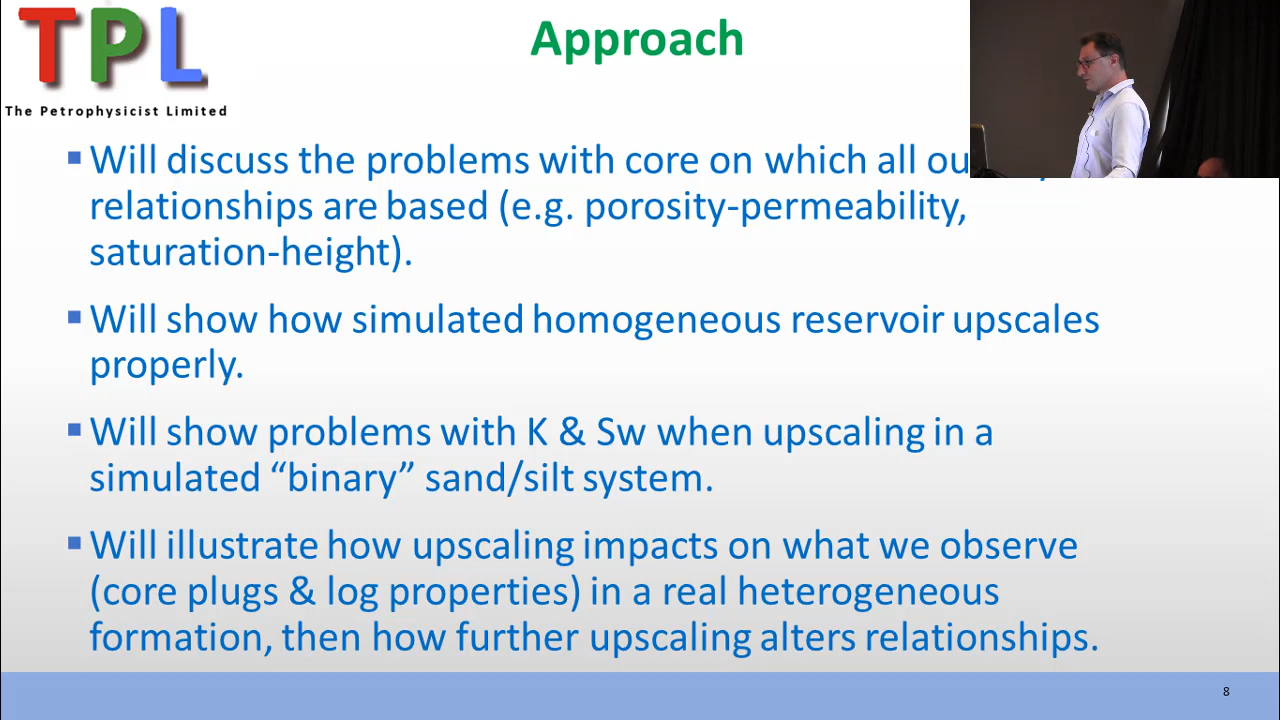 TPL
The Petrophysicist Limited
Approach
▪ Will discuss the problems with core on which all
relationships are based (e.g. porosity-permeability,
saturation-height).
▪ Will show how simulated homogeneous reservoir upscales
properly.
▪ Will show problems with K & Sw when upscaling in a
simulated “binary” sand/silt system.
▪ Will illustrate how upscaling impacts on what we observe
(core plugs & log properties) in a real heterogeneous
formation, then how further upscaling alters relationships.
8